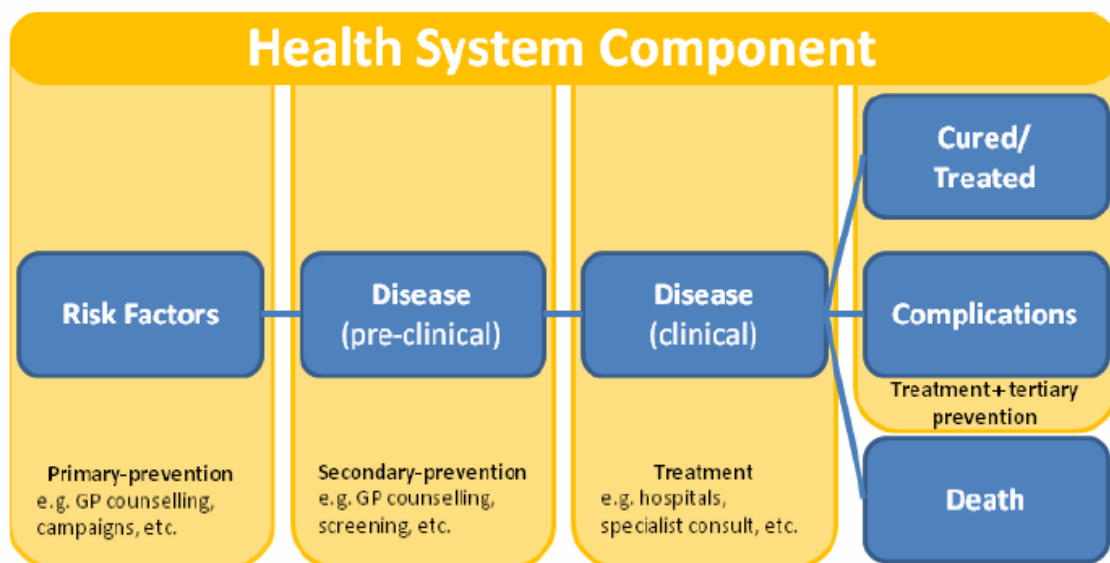 Health System Component
Cured/
Treated
Risk Factors
Disease
(pre-clinical)
Disease
(clinical)
Complications
Treatment+ tertiary
prevention
Primary-prevention
e.g. GP counselling,
campaigns, etc.
Secondary-prevention
e.g. GP counselling,
screening, etc.
Treatment
e.g. hospitals,
specialist consult, etc.
Death